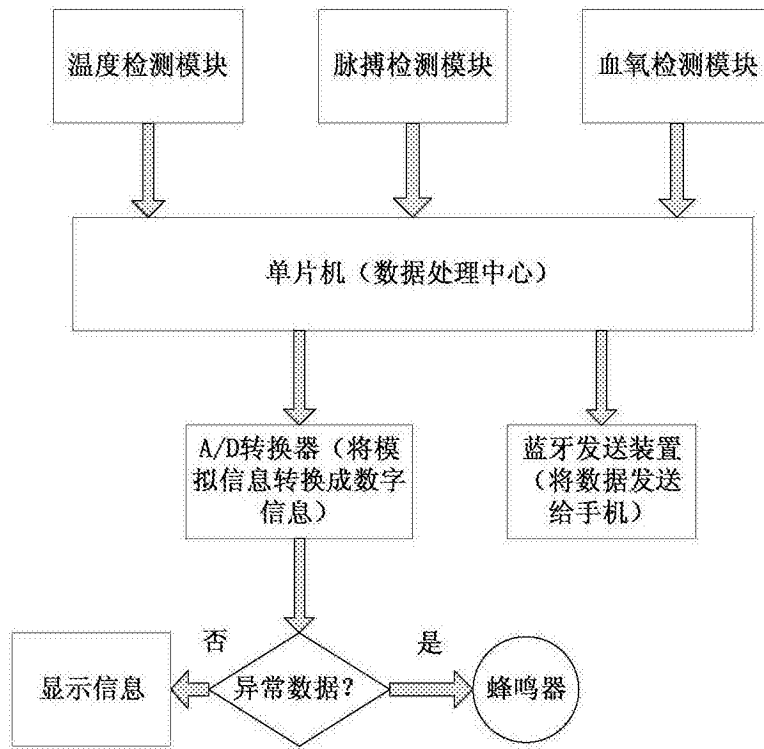 温度检测模块
脉搏检测模块
血氧检测模块
单片机（数据处理中心）
A/D转换器（将模
拟信息转换成数字
信息）
蓝牙发送装置
（将数据发送
给手机）
否
是
显示信息
异常数据？
蜂鸣器